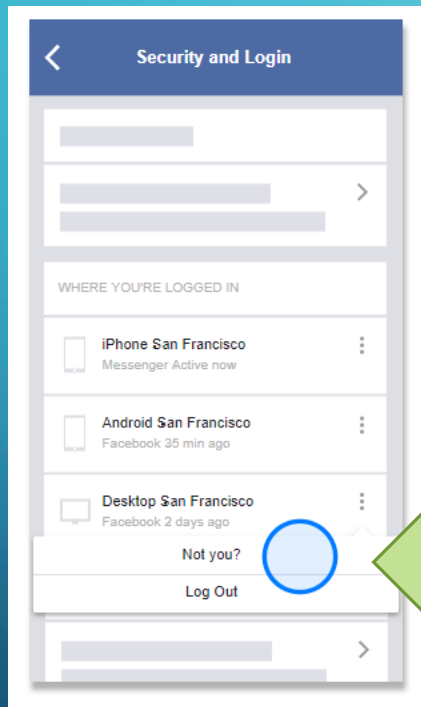 Security and Login
WHERE YOU'RE LOGGED IN
iPhone San Francisco
Messenger Active now
Android San Francisco
Facebook 35 min ago
Desktop San Francisco
Facebook 2 days ago
Not you?
Log Out